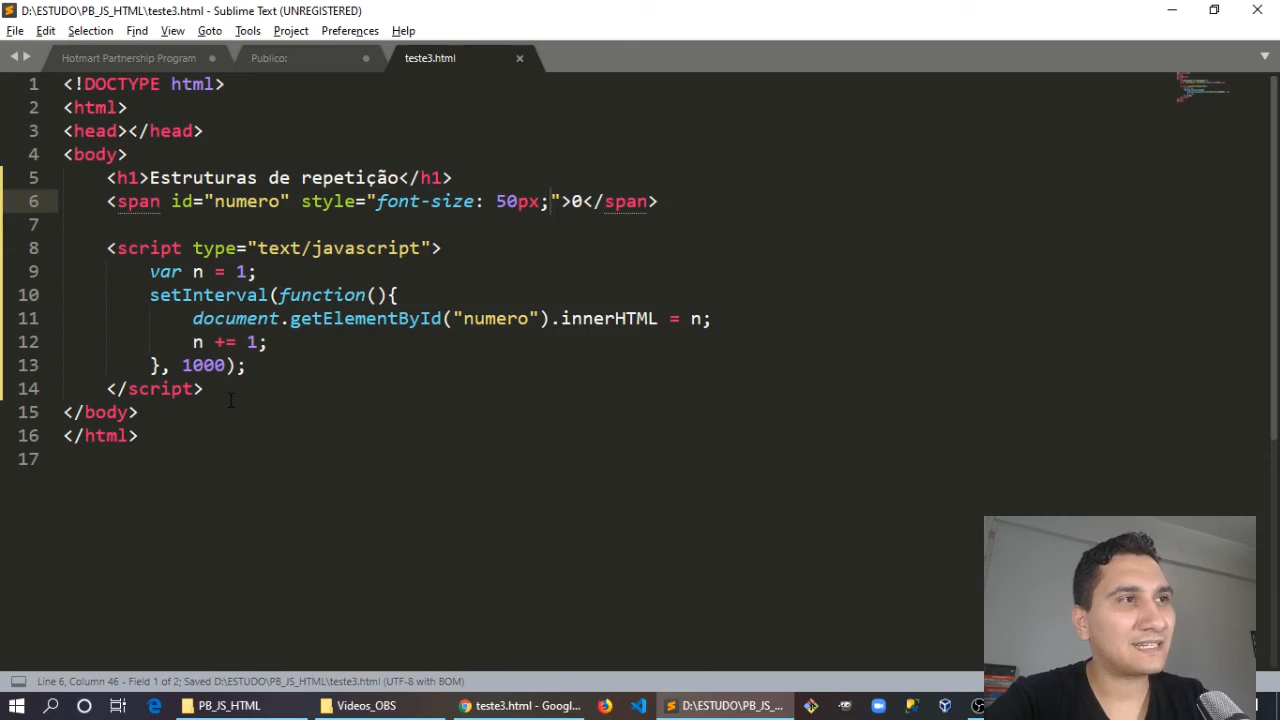 D:\ESTUDO\PB_JS_HTML\teste3.html - Sublime Text (UNREGISTERED)
File Edit Selection Find View Goto Tools Project Preferences Help
Hotmart Partnership Program Publico: teste3.html
1 <!DOCTYPE html>
2 <html>
3 <head></head>
4 <body>
5 <h1>Estruturas de repetição</h1>
6 <span id="numero" style="font-size: 50px;">0</span>
7
8 <script type="text/javascript">
9 var n = 1;
10 setInterval(function(){
11 document.getElementById("numero").innerHTML = n;
12 n += 1;
13 }, 1000);
14 </script>
15 </body>
16 </html>
17
Line 6, Column 46 - Field 1 of 2; Saved D:\ESTUDO\PB_JS_HTML\teste3.html (UTF-8 with BOM)
PB_JS_HTML Videos_OBS teste3.html - Googl... D:\ESTUDO\PB_JS_...